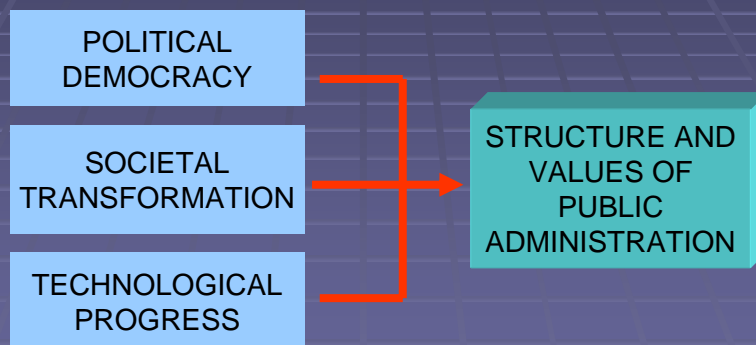 POLITICAL
DEMOCRACY
SOCIETAL
TRANSFORMATION
TECHNOLOGICAL
PROGRESS
STRUCTURE AND
VALUES OF
PUBLIC
ADMINISTRATION